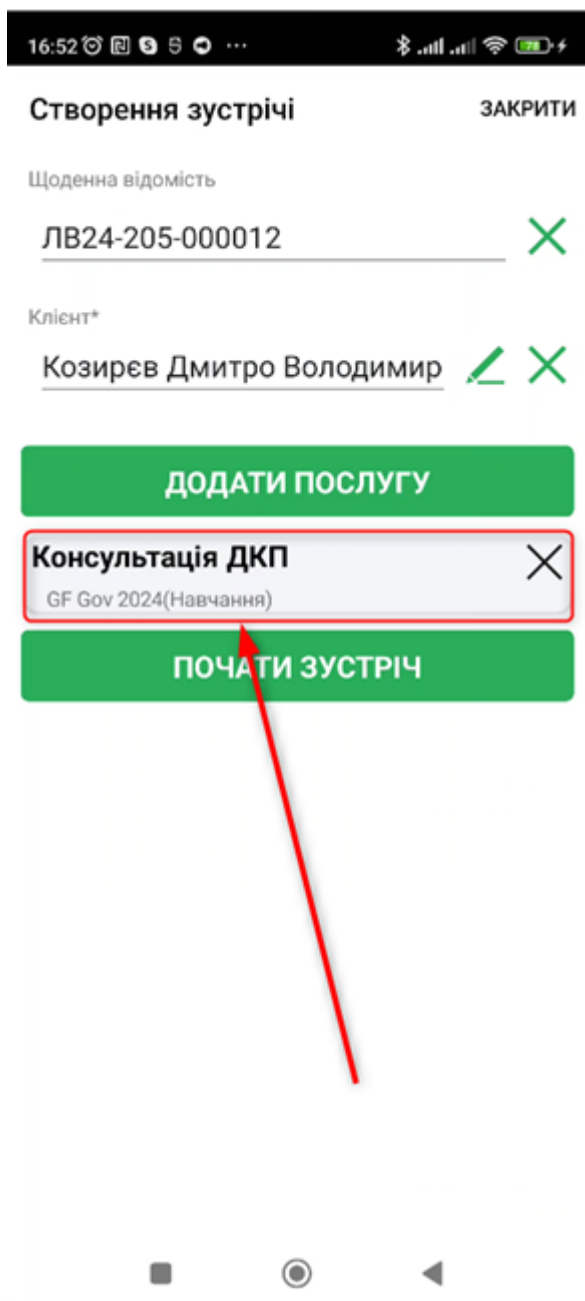 16:52
78
Створення зустрічі ЗАКРИТИ
Щоденна відомість
ЛВ24-205-000012
Клієнт*
Козирєв Дмитро Володимир
ДОДАТИ ПОСЛУГУ
Консультація ДКП
GF Gov 2024(Навчання)
ПОЧАТИ ЗУСТРІЧ